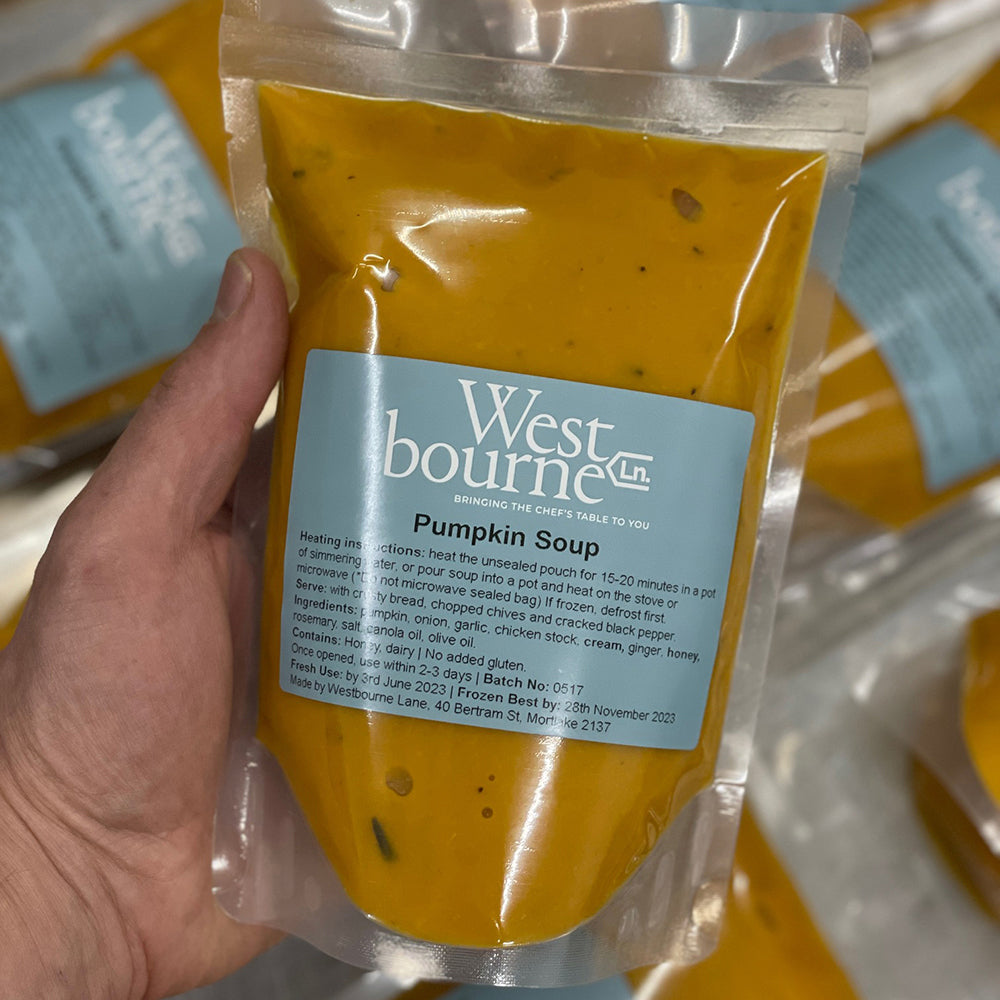 West
bourne Ln.
BRINGING THE CHEF'S TABLE TO YOU
Pumpkin Soup
Heating instructions: heat the unsealed pouch for 15-20 minutes in a pot
of simmering water, or pour soup into a pot and heat on the stove or
microwave (*Do not microwave sealed bag) If frozen, defrost first.
Serve: with crusty bread, chopped chives and cracked black pepper.
Ingredients: pumpkin, onion, garlic, chicken stock, cream, ginger, honey,
rosemary, salt, canola oil, olive oil.
Contains: Honey, dairy | No added gluten.
Once opened, use within 2-3 days | Batch No: 0517
Fresh Use: by 3rd June 2023 | Frozen Best by: 28th November 2023
Made by Westbourne Lane, 40 Bertram St, Mortlake 2137
West
bourne